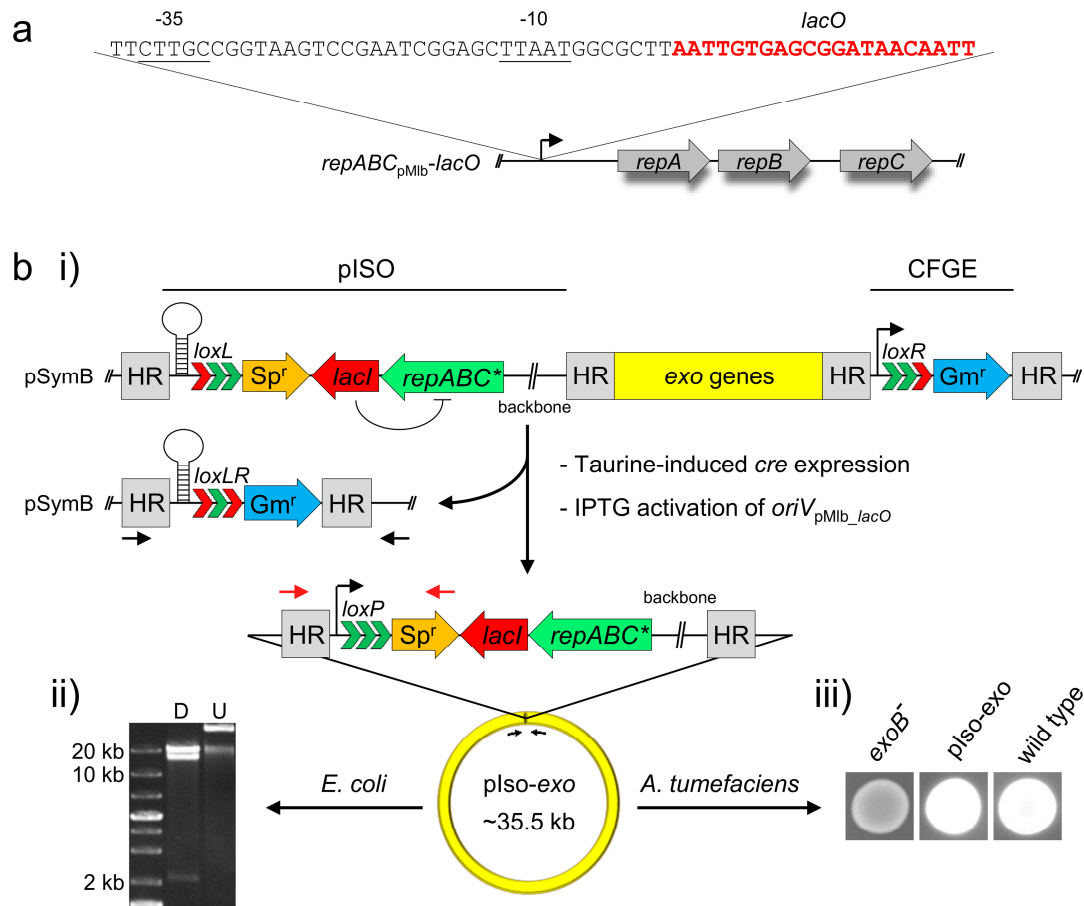 a
-35 -10 lacO
TTCTTGCCGGTAAGTCCGAATCGGAGCTTAATGGCGCTTAATTGTGAGCGGATAACAATT
repABCpMlb-lacO
repA repB repC
b i) pISO CFGE
loxL loxR
pSymB HR Spr lacI repABC* HR exo genes HR Gmr HR
backbone
loxLR
pSymB HR Gmr HR
- Taurine-induced cre expression
- IPTG activation of oriVpMlb_lacO
backbone
loxP
HR Spr lacI repABC* HR
ii) iii)
D U
20 kb
10 kb
2 kb
E. coli
pIso-exo
~35.5 kb
A. tumefaciens
exoB- pIso-exo wild type